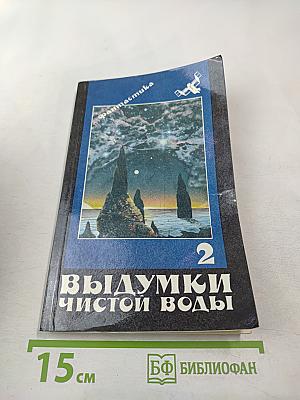 фантастика
2
ВЫДУМКИ
ЧИСТОЙ ВОДЫ
15 см
БФ БИБЛИОФАН